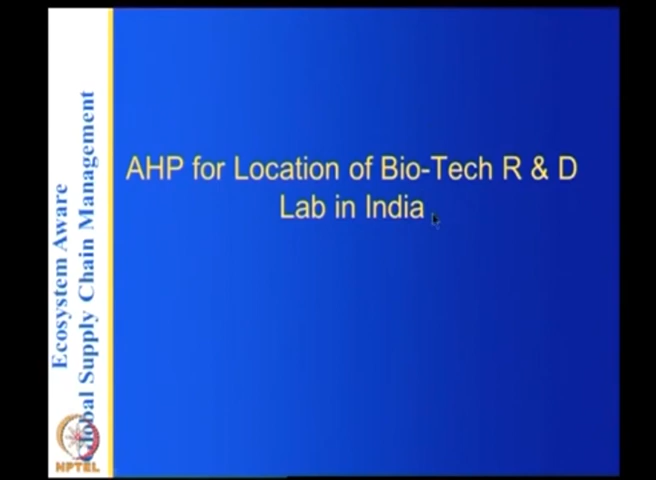 AHP for Location of Bio-Tech R & D
Lab in India
Ecosystem Aware
Global Supply Chain Management
NPTEL